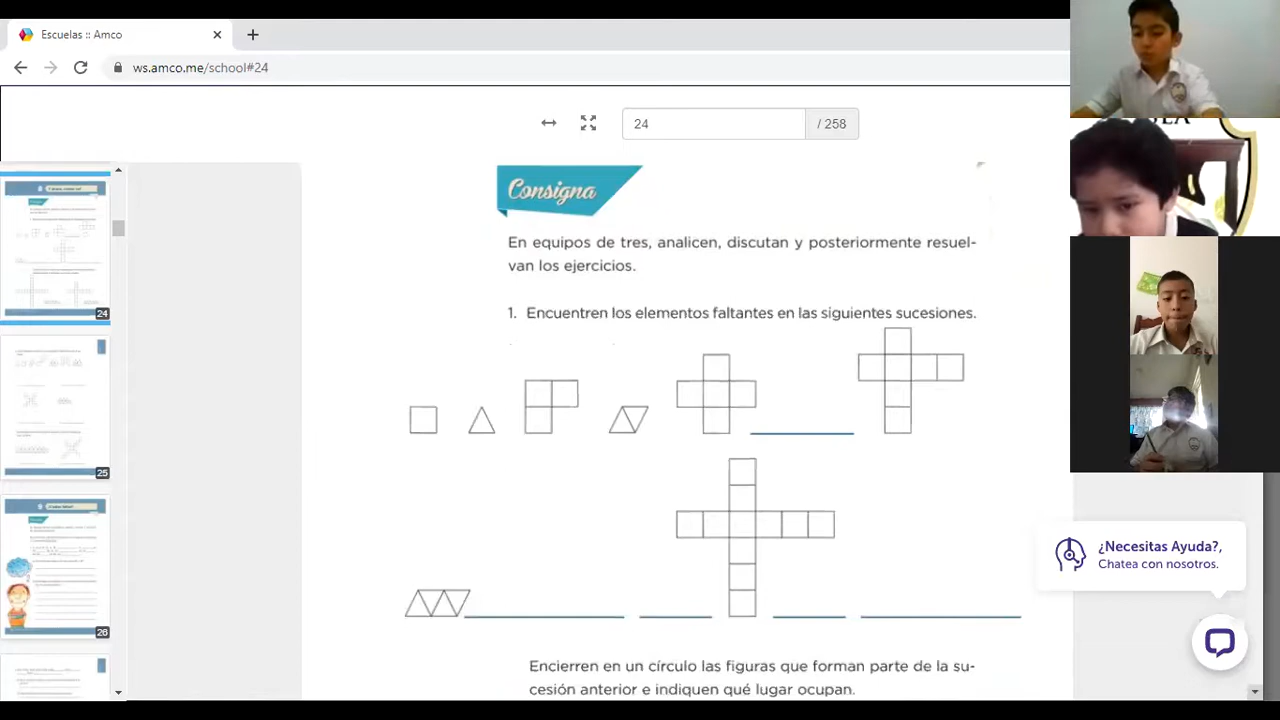 Escuelas :: Amco
ws.amco.me/school#24
24
/ 258
Consigna
En equipos de tres, analicen, discutan y posteriormente resuel-
van los ejercicios.
1. Encuentren los elementos faltantes en las siguientes sucesiones.
24
25
26
Encierren en un círculo las figuras que forman parte de la su-
cesión anterior e indiquen qué lugar ocupan.
¿Necesitas Ayuda?,
Chatea con nosotros.